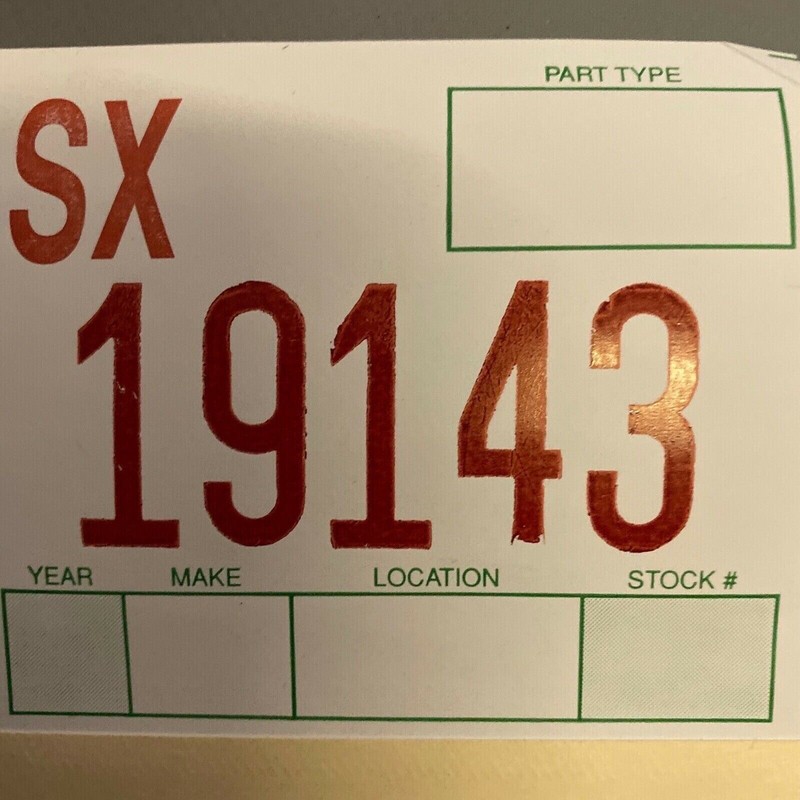 PART TYPE
SX
19143
YEAR MAKE LOCATION STOCK #